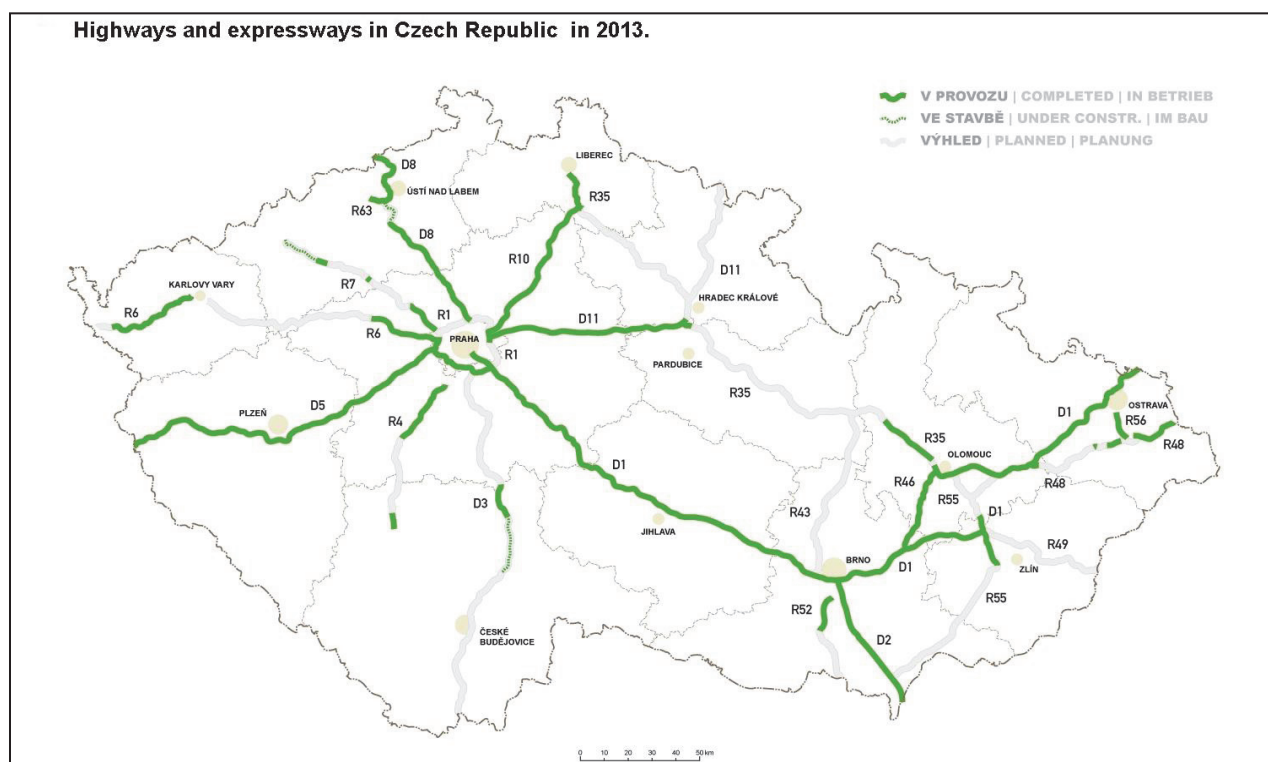 Highways and expressways in Czech Republic in 2013.
V PROVOZU | COMPLETED | IN BETRIEB
VE STAVBĚ | UNDER CONSTR. | IM BAU
VÝHLED | PLANNED | PLANUNG
D8
LIBEREC
ÚSTÍ NAD LABEM
R35
R63
D8
R10
D11
R7
KARLOVY VARY
HRADEC KRÁLOVÉ
R6
R1
D11
R6
PRAHA
R1
PARDUBICE
R35
D5
PLZEŇ
OSTRAVA
D1
R56
R4
R35
R48
OLOMOUC
D1
R46
R48
D3
R55
R43
D1
JIHLAVA
R49
BRNO
D1
ZLÍN
R55
R52
ČESKÉ
BUDĚJOVICE
D2
0 10 20 30 40 50 km